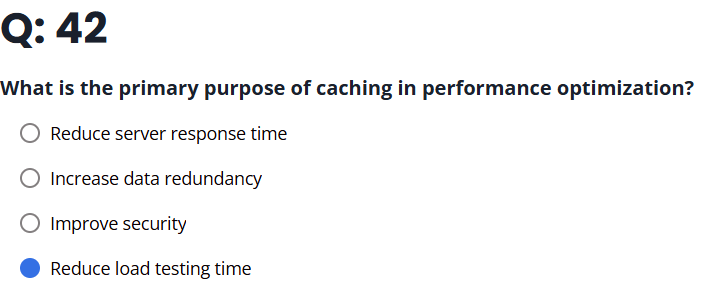 Q: 42
What is the primary purpose of caching in performance optimization?
Reduce server response time
Increase data redundancy
Improve security
Reduce load testing time